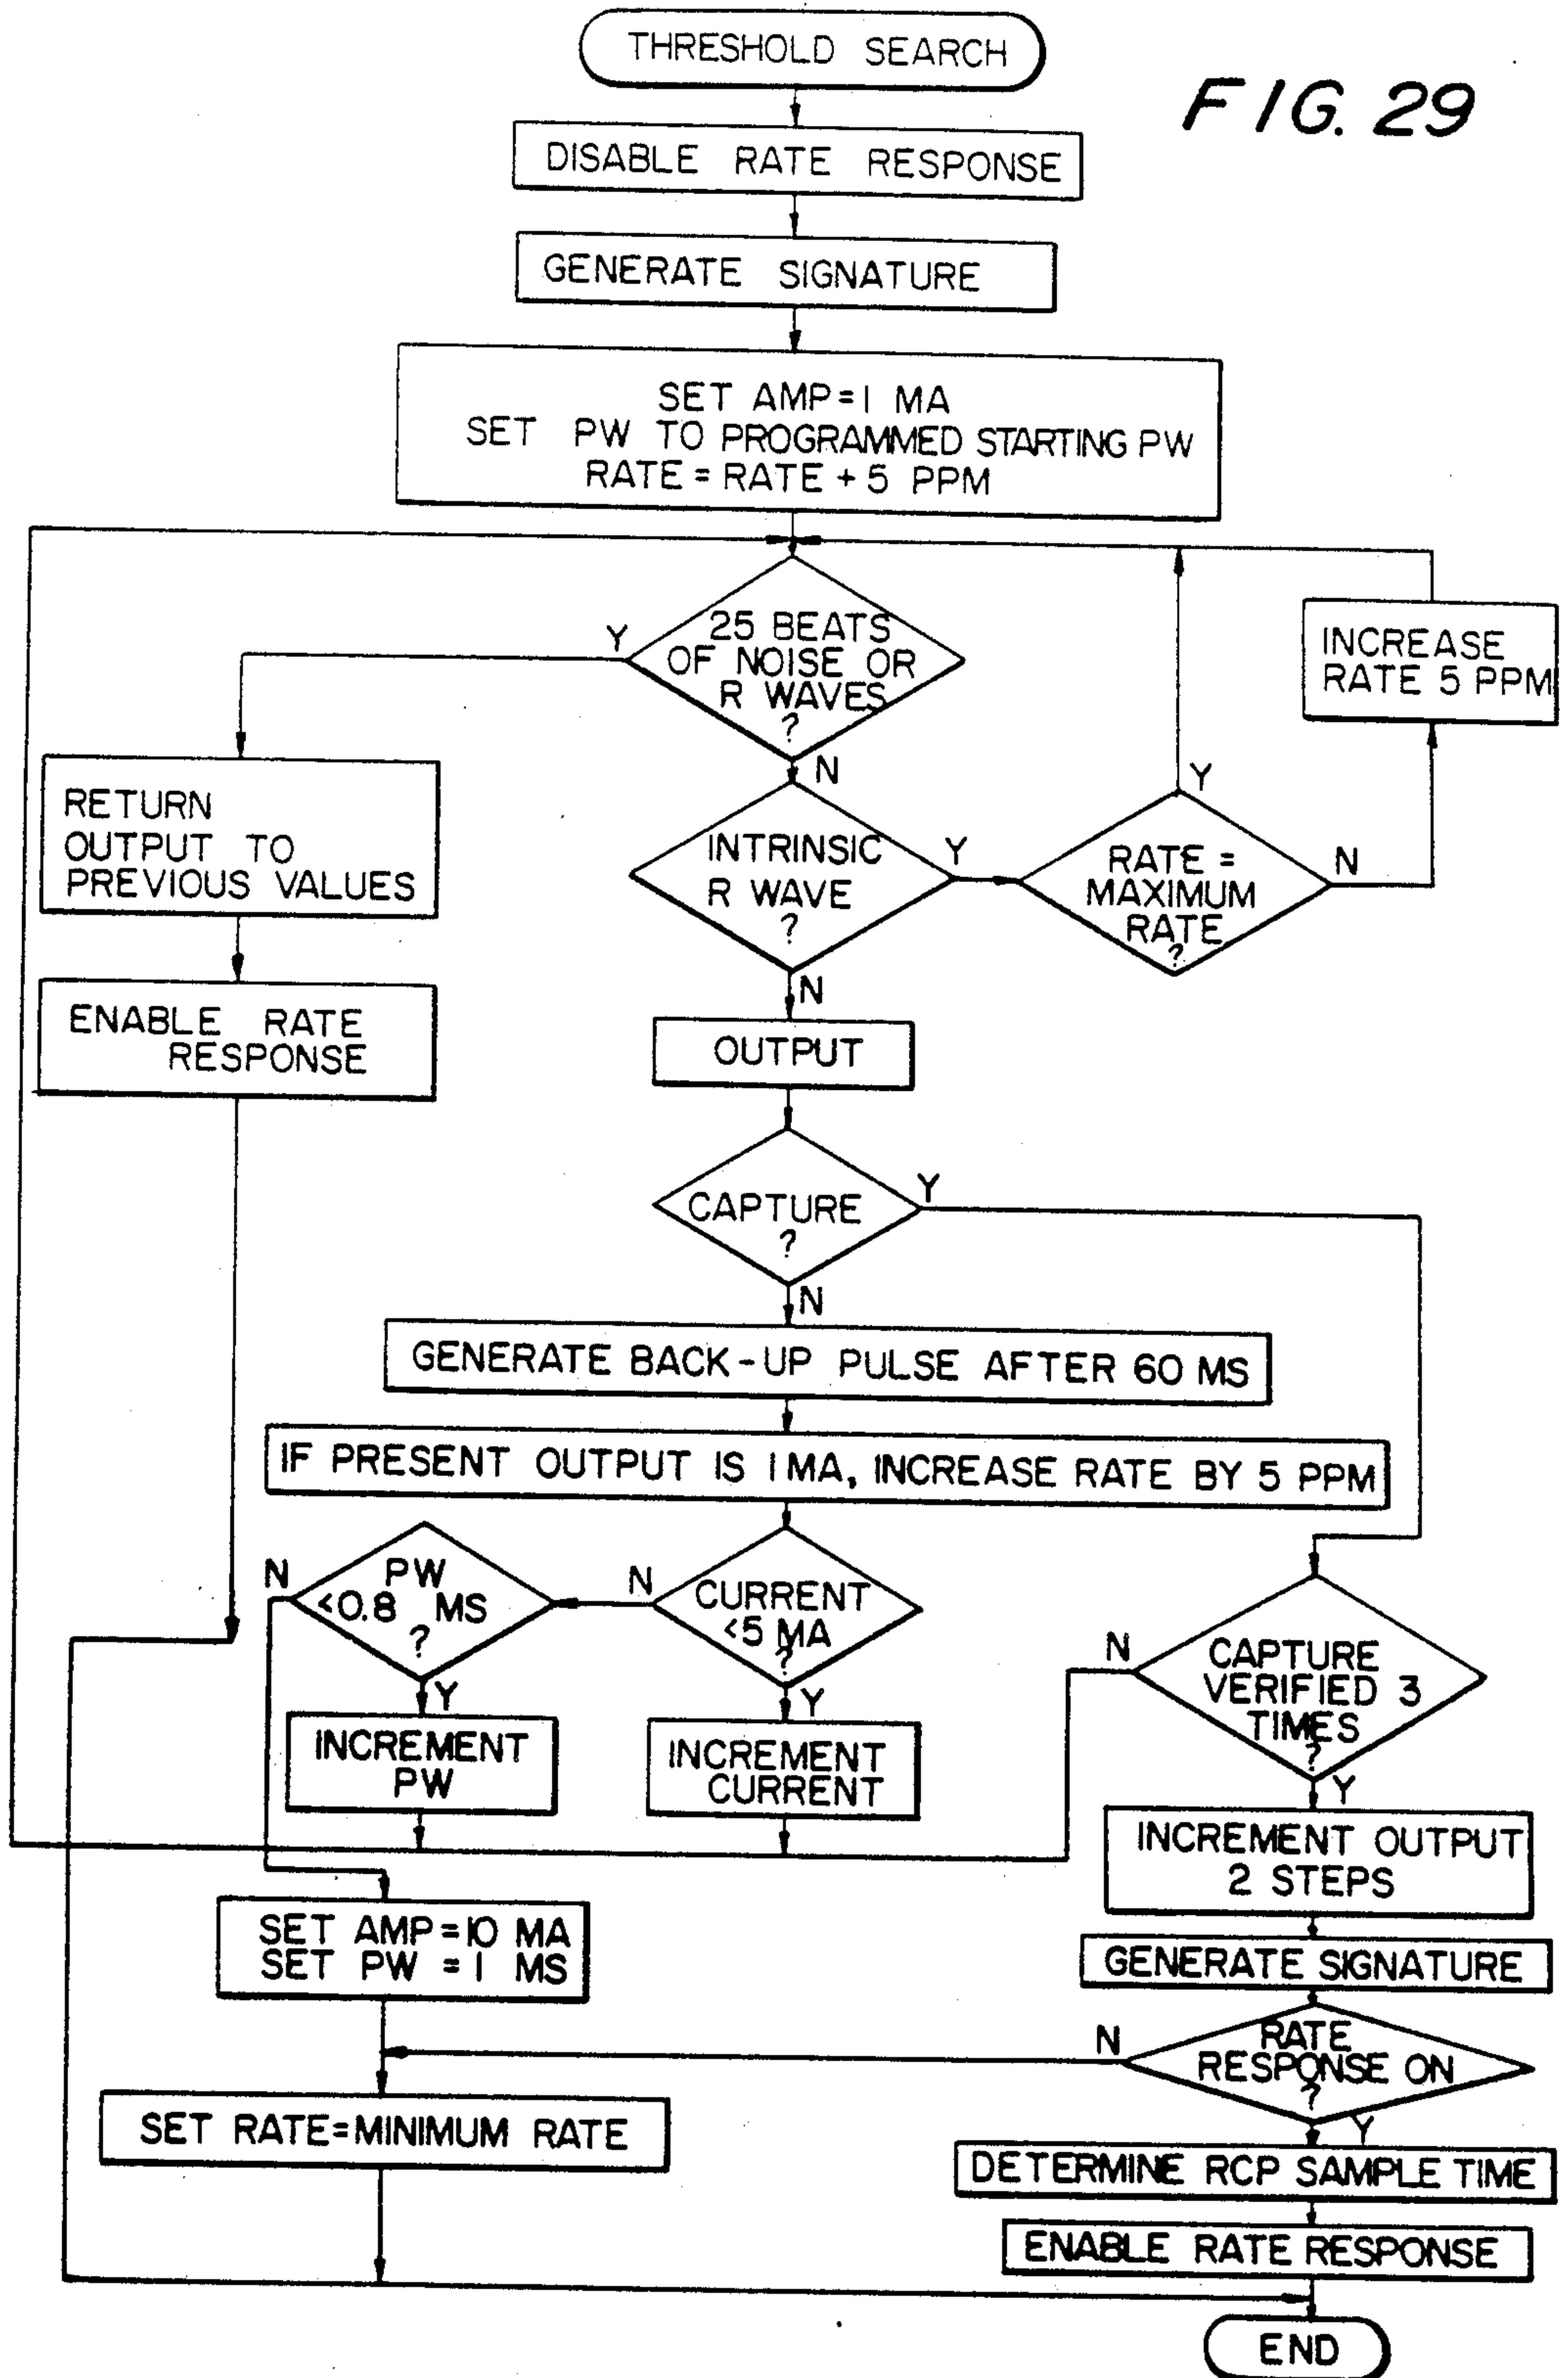 THRESHOLD SEARCH
FIG. 29
DISABLE RATE RESPONSE
GENERATE SIGNATURE
SET AMP=1 MA
SET PW TO PROGRAMMED STARTING PW
RATE = RATE + 5 PPM
25 BEATS
OF NOISE OR
R WAVES
?
Y
N
INCREASE
RATE 5 PPM
RETURN
OUTPUT TO
PREVIOUS VALUES
INTRINSIC
R WAVE
?
Y
N
RATE =
MAXIMUM
RATE
?
Y
N
ENABLE RATE
RESPONSE
OUTPUT
CAPTURE
?
Y
N
GENERATE BACK-UP PULSE AFTER 60 MS
IF PRESENT OUTPUT IS 1MA, INCREASE RATE BY 5 PPM
N
PW
<0.8 MS
?
Y
N
CURRENT
<5 MA
?
Y
N
CAPTURE
VERIFIED 3
TIMES
?
Y
INCREMENT
PW
INCREMENT
CURRENT
INCREMENT OUTPUT
2 STEPS
SET AMP=10 MA
SET PW = 1 MS
GENERATE SIGNATURE
N
RATE
RESPONSE ON
?
Y
SET RATE=MINIMUM RATE
DETERMINE RCP SAMPLE TIME
ENABLE RATE RESPONSE
END